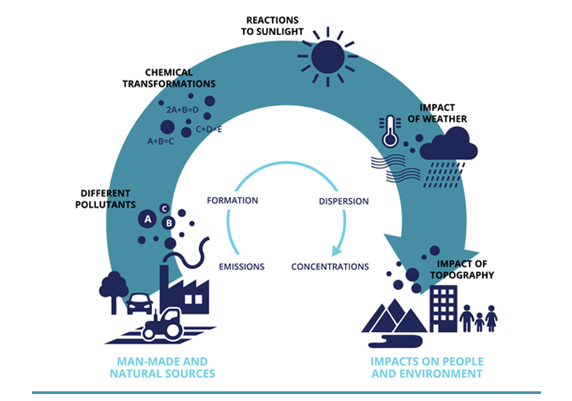 REACTIONS
TO SUNLIGHT
CHEMICAL
TRANSFORMATIONS
2A+B=D
C+D=E
A+B=C
IMPACT
OF WEATHER
DIFFERENT
POLLUTANTS
A
C
B
FORMATION
DISPERSION
EMISSIONS
CONCENTRATIONS
IMPACT OF
TOPOGRAPHY
MAN-MADE AND
NATURAL SOURCES
IMPACTS ON PEOPLE
AND ENVIRONMENT